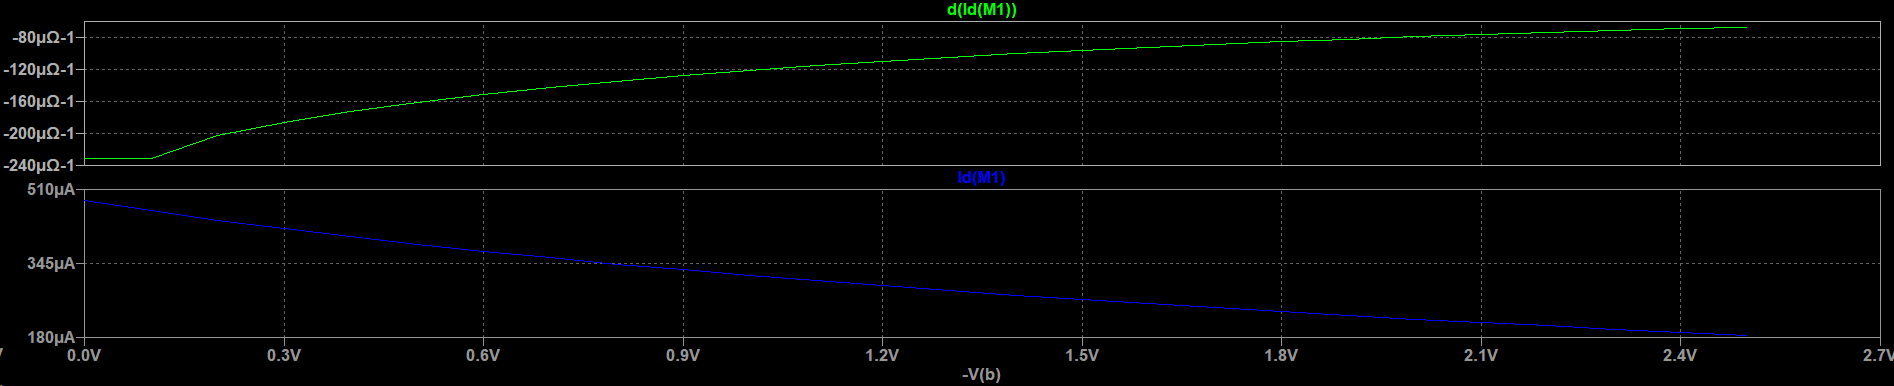 d(Id(M1))
-80µΩ-1
-120µΩ-1
-160µΩ-1
-200µΩ-1
-240µΩ-1
Id(M1)
510µA
345µA
180µA
0.0V 0.3V 0.6V 0.9V 1.2V 1.5V 1.8V 2.1V 2.4V 2.7V
-V(b)